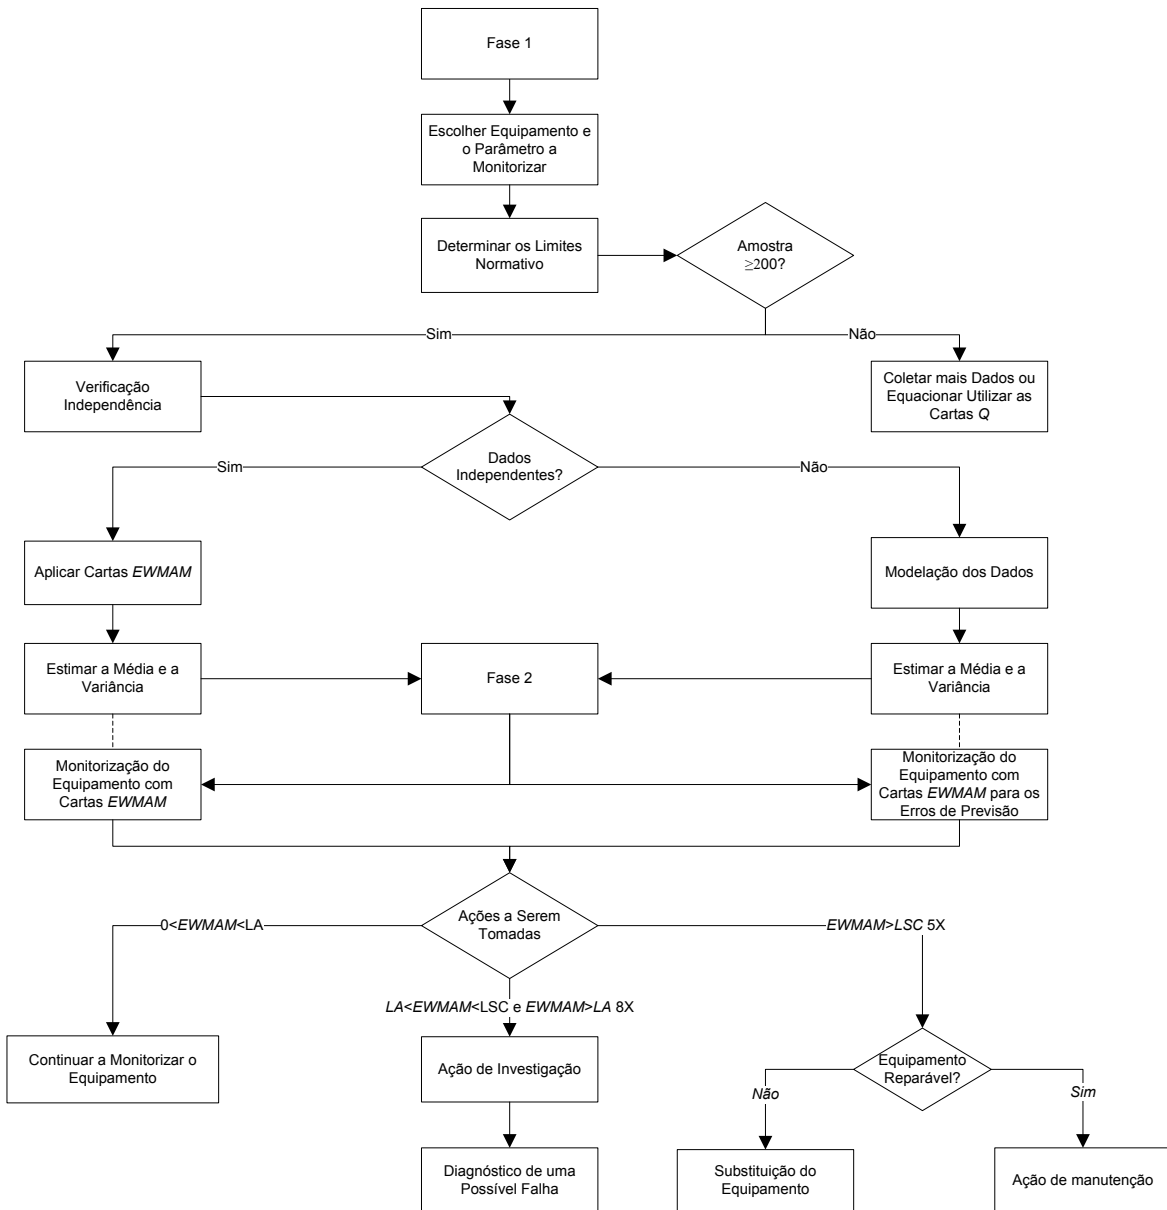 Fase 1
Escolher Equipamento e
o Parâmetro a
Monitorizar
Determinar os Limites
Normativo
Amostra
≥200?
Sim
Não
Verificação
Independência
Coletar mais Dados ou
Equacionar Utilizar as
Cartas Q
Dados
Independentes?
Sim
Não
Aplicar Cartas EWMAM
Modelação dos Dados
Estimar a Média e a
Variância
Fase 2
Estimar a Média e a
Variância
Monitorização do
Equipamento com
Cartas EWMAM
Monitorização do
Equipamento com
Cartas EWMAM para os
Erros de Previsão
Ações a Serem
Tomadas
0<EWMAM<LA
EWMAM>LSC 5X
LA<EWMAM<LSC e EWMAM>LA 8X
Continuar a Monitorizar o
Equipamento
Ação de Investigação
Equipamento
Reparável?
Não
Sim
Diagnóstico de uma
Possível Falha
Substituição do
Equipamento
Ação de manutenção